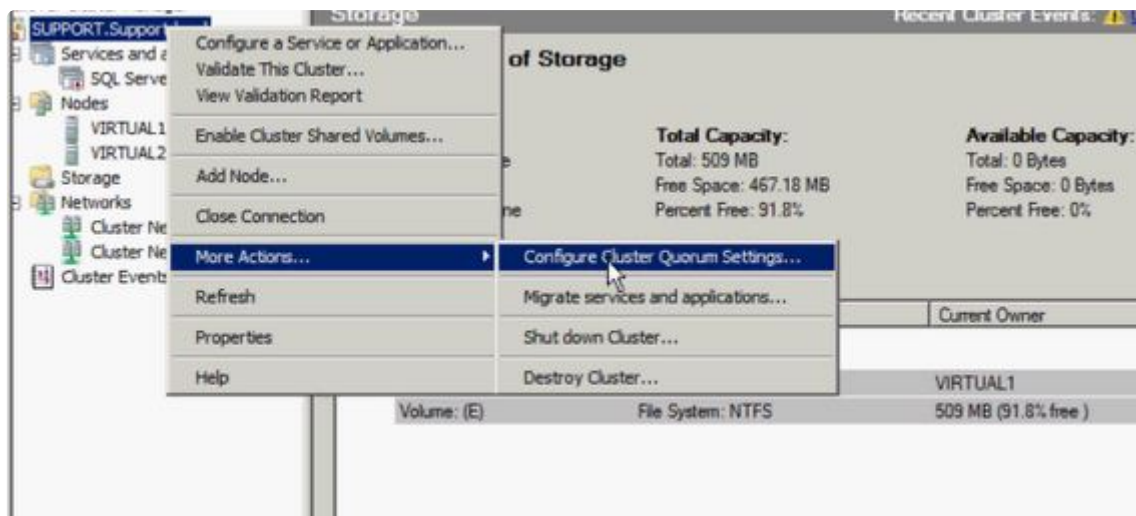 Storage
Recent Cluster Events:
SUPPORT.Support
Services and a
SQL Serve
Nodes
VIRTUAL1
VIRTUAL2
Storage
Networks
Cluster Ne
Cluster Ne
Cluster Events
Configure a Service or Application...
Validate This Cluster...
View Validation Report
Enable Cluster Shared Volumes...
Add Node...
Close Connection
More Actions...
Refresh
Properties
Help
Configure Cluster Quorum Settings...
Migrate services and applications...
Shut down Cluster...
Destroy Cluster...
of Storage
Total Capacity:
Total: 509 MB
Free Space: 467.18 MB
Percent Free: 91.8%
Available Capacity:
Total: 0 Bytes
Free Space: 0 Bytes
Percent Free: 0%
Current Owner
VIRTUAL1
Volume: (E) File System: NTFS 509 MB (91.8% free )